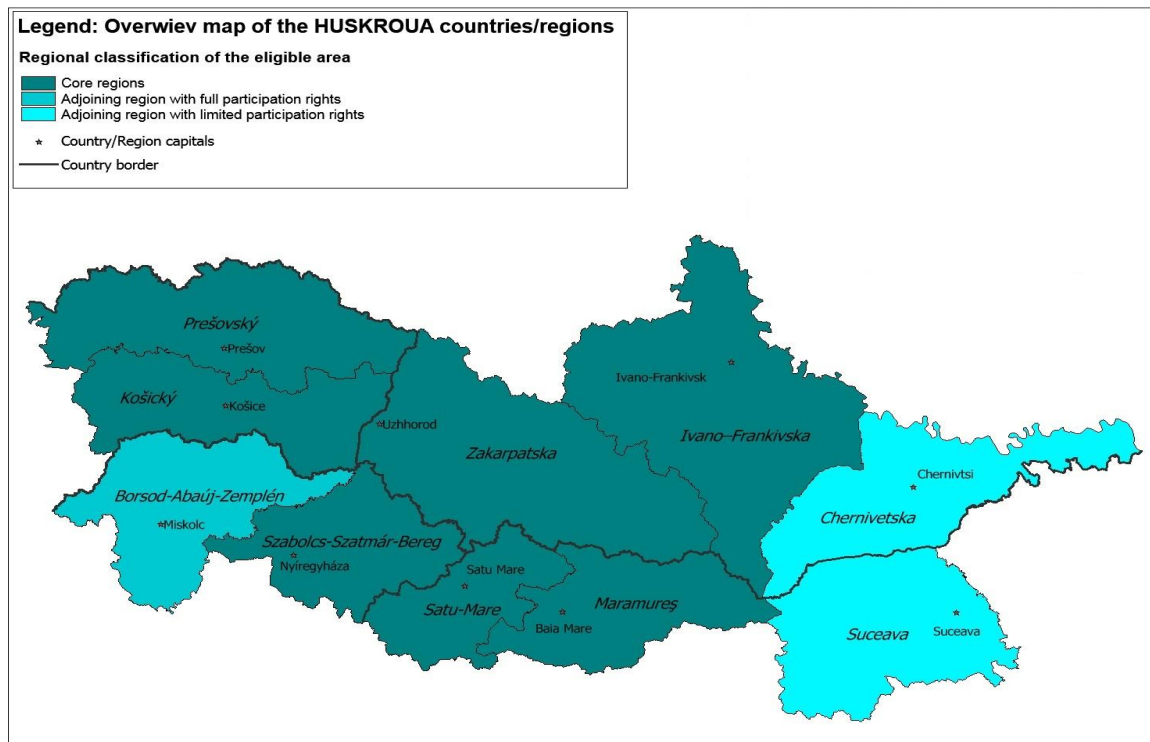 Legend: Overwiev map of the HUSKROUA countries/regions
Regional classification of the eligible area
Core regions
Adjoining region with full participation rights
Adjoining region with limited participation rights
Country/Region capitals
Country border
Prešovský
Prešov
Košický
Košice
Uzhhorod
Ivano-Frankivsk
Ivano-Frankivska
Zakarpatska
Chernivtsi
Chernivetska
Borsod-Abaúj-Zemplén
Miskolc
Szabolcs-Szatmár-Bereg
Nyíregyháza
Satu Mare
Satu-Mare
Maramureş
Baia Mare
Suceava
Suceava